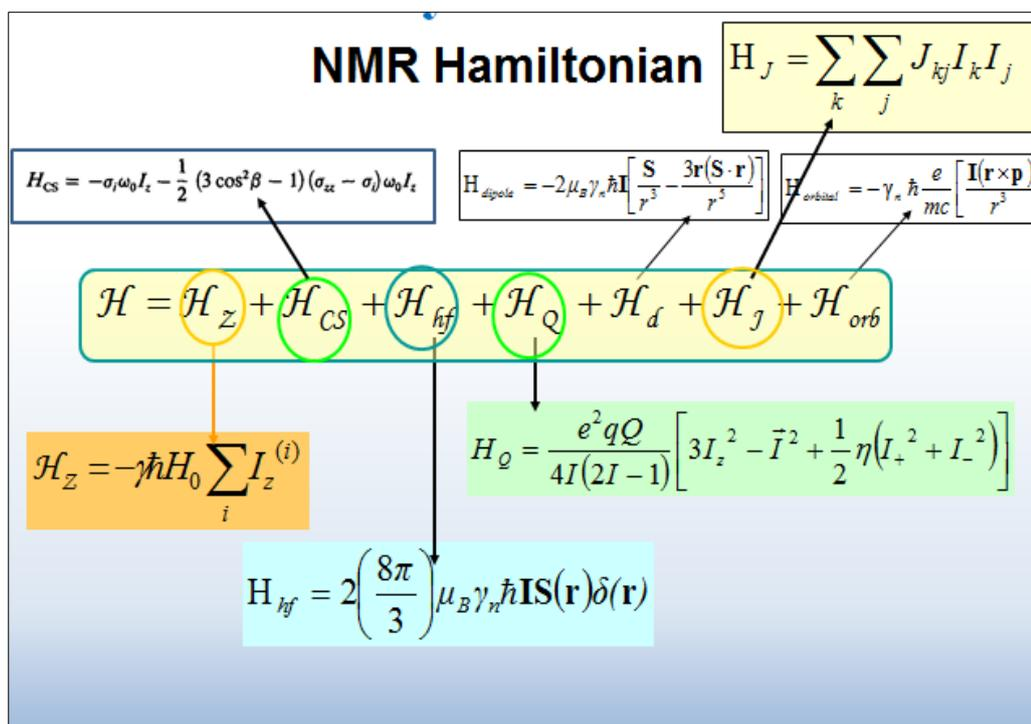 NMR Hamiltonian
H_J = ∑_k ∑_j J_kj I_k I_j
H_CS = −σ_i ω_0 I_z − 1/2 (3 cos²β − 1)(σ_zz − σ_i) ω_0 I_z
H_dipole = −2μ_B γ_n ħ I [S/r³ − 3r(S · r)/r⁵]
H_orbital = −γ_n ħ e/mc [I(r×p)/r³
ℋ = ℋ_Z + ℋ_CS + ℋ_hf + ℋ_Q + ℋ_d + ℋ_J + ℋ_orb
ℋ_Z = −γħH_0 ∑_i I_z^(i)
H_Q = e²qQ/4I(2I−1) [3I_z² − I⃗² + 1/2 η(I_+² + I_−²)]
H_hf = 2(8π/3) μ_B γ_n ħ IS(r)δ(r)